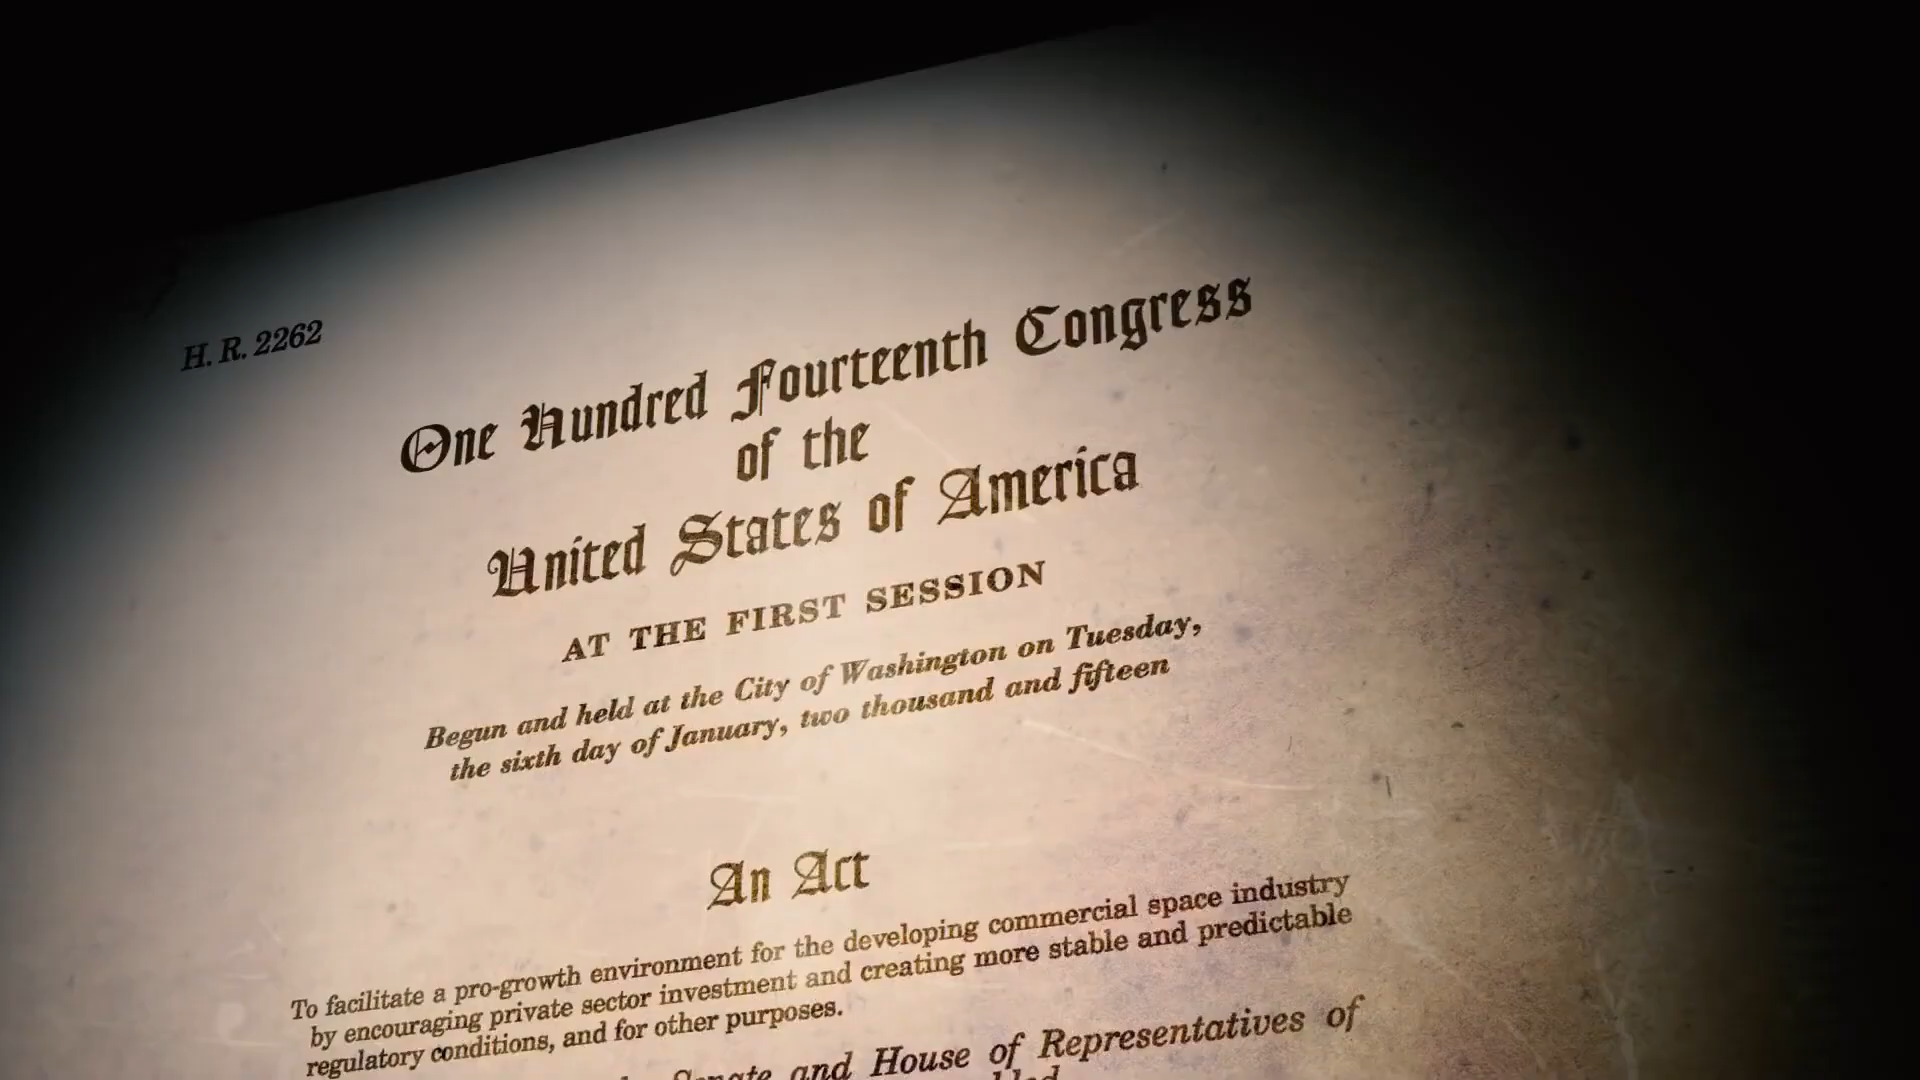 H. R. 2262
One Hundred Fourteenth Congress
of the
United States of America
AT THE FIRST SESSION
Begun and held at the City of Washington on Tuesday,
the sixth day of January, two thousand and fifteen
An Act
To facilitate a pro-growth environment for the developing commercial space industry
by encouraging private sector investment and creating more stable and predictable
regulatory conditions, and for other purposes.
Senate and House of Representatives of